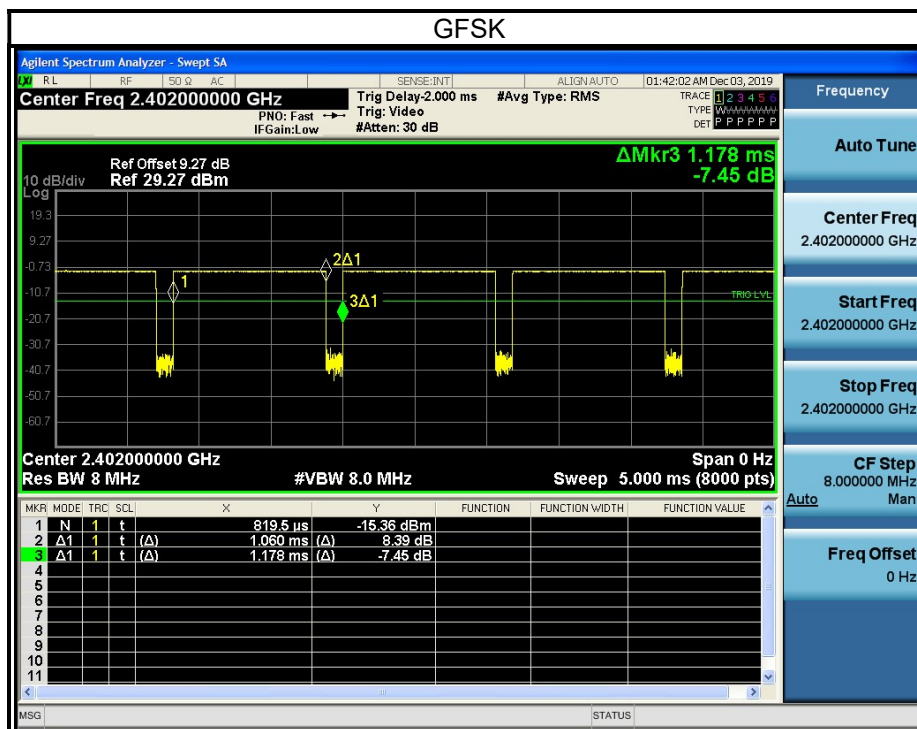 GFSK
Agilent Spectrum Analyzer - Swept SA
LXI RL RF 50 Ω AC SENSE:INT ALIGN AUTO 01:42:02 AM Dec 03, 2019
Center Freq 2.402000000 GHz Trig Delay-2.000 ms #Avg Type: RMS TRACE 1 2 3 4 5 6
PNO: Fast Trig: Video TYPE WWWWWW
IFGain:Low #Atten: 30 dB DET P P P P P P
Frequency
Auto Tune
Center Freq
2.402000000 GHz
Start Freq
2.402000000 GHz
Stop Freq
2.402000000 GHz
CF Step
8.000000 MHz
Auto Man
Freq Offset
0 Hz
ΔMkr3 1.178 ms
-7.45 dB
Ref Offset 9.27 dB
10 dB/div Ref 29.27 dBm
Log
19.3
9.27
-0.73
-10.7
-20.7
-30.7
-40.7
-50.7
-60.7
1
2Δ1
3Δ1
TRIG LVL
Center 2.402000000 GHz Span 0 Hz
Res BW 8 MHz #VBW 8.0 MHz Sweep 5.000 ms (8000 pts)
MKR MODE TRC SCL X Y FUNCTION FUNCTION WIDTH FUNCTION VALUE
1 N 1 t 819.5 µs -15.36 dBm
2 Δ1 1 t (Δ) 1.060 ms (Δ) 8.39 dB
3 Δ1 1 t (Δ) 1.178 ms (Δ) -7.45 dB
4
5
6
7
8
9
10
11
MSG STATUS